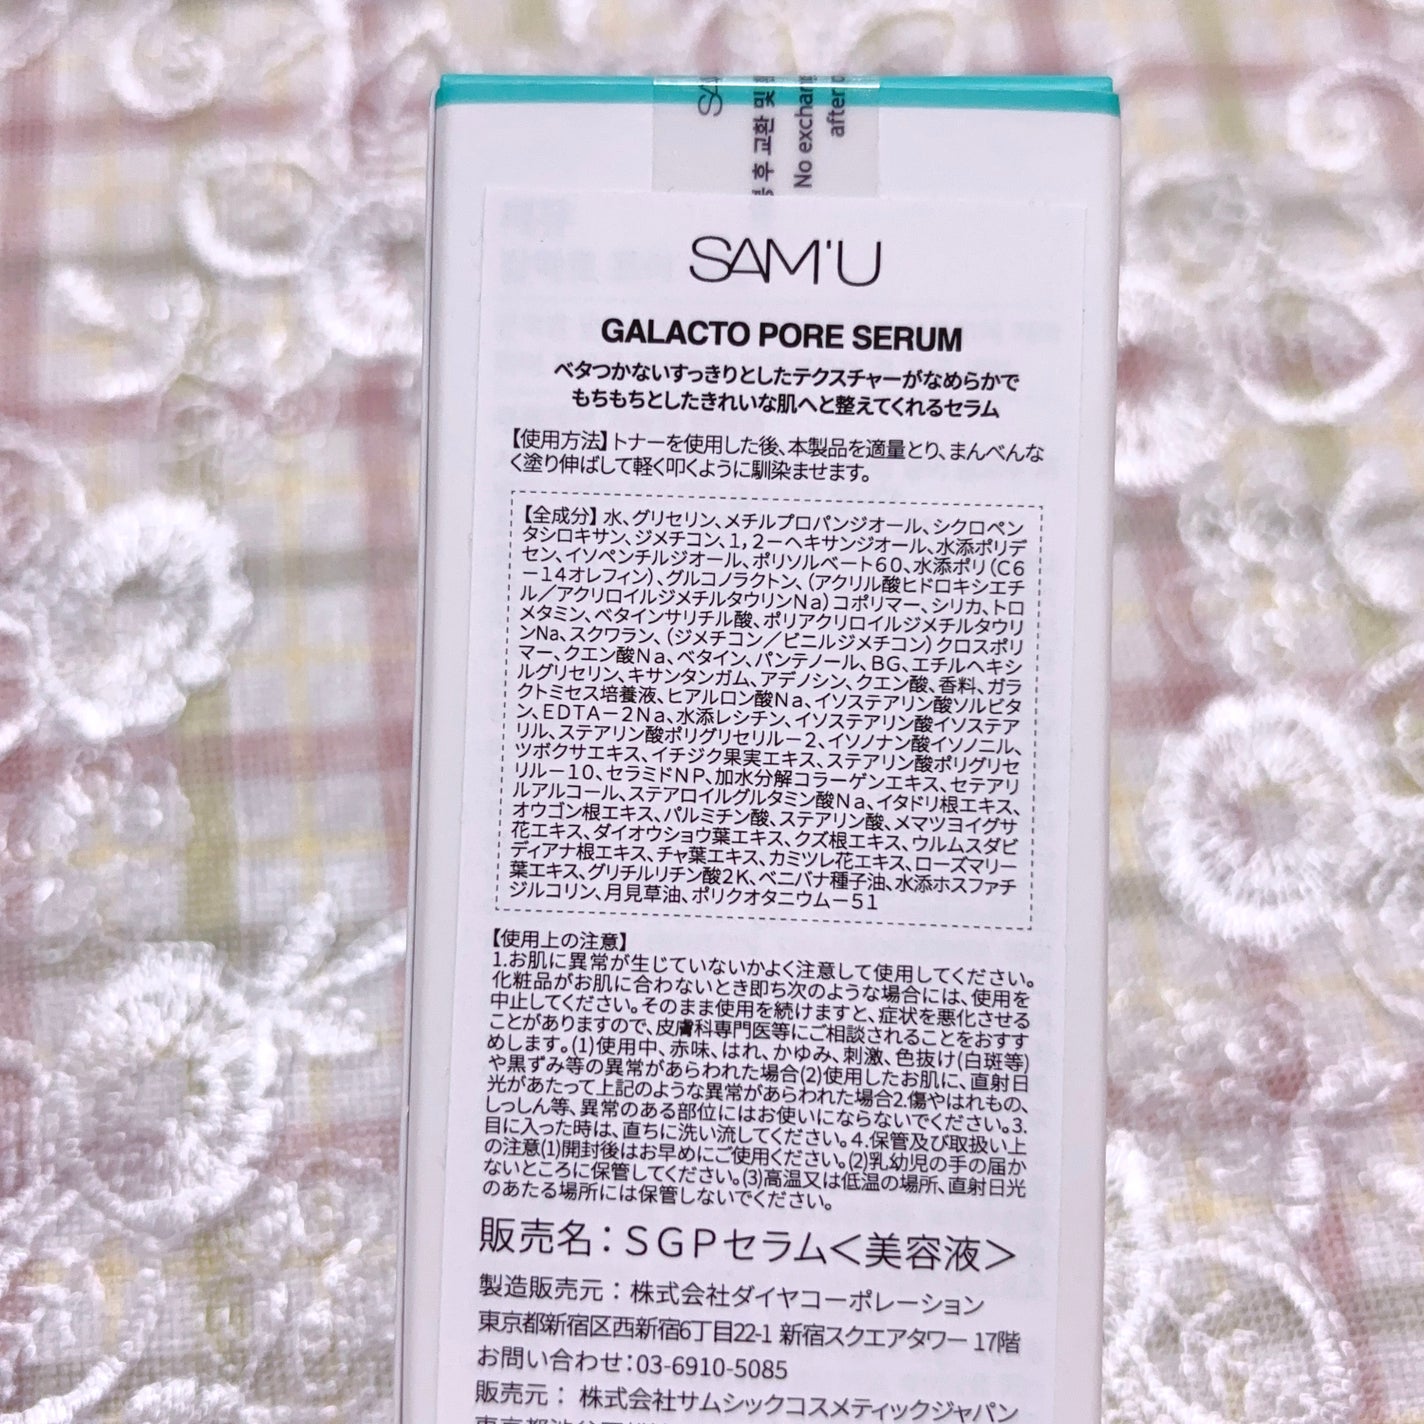 SA
후 교환 및
No exchan
after
SAM'U
GALACTO PORE SERUM
ベタつかないすっきりとしたテクスチャーがなめらかで
もちもちとしたきれいな肌へと整えてくれるセラム
【使用方法】トナーを使用した後、本製品を適量とり、まんべんな
く塗り伸ばして軽く叩くように馴染ませます。
【全成分】水、グリセリン、メチルプロパンジオール、シクロペン
タシロキサン、ジメチコン、1，2－ヘキサンジオール、水添ポリデ
セン、イソペンチルジオール、ポリソルベート60、水添ポリ（C6
－14オレフィン）、グルコノラクトン、（アクリル酸ヒドロキシエチ
ル／アクリロイルジメチルタウリンNa）コポリマー、シリカ、トロ
メタミン、ベタインサリチル酸、ポリアクリロイルジメチルタウリ
ンNa、スクワラン、（ジメチコン／ビニルジメチコン）クロスポリ
マー、クエン酸Na、ベタイン、パンテノール、BG、エチルヘキシ
ルグリセリン、キサンタンガム、アデノシン、クエン酸、香料、ガラ
クトミセス培養液、ヒアルロン酸Na、イソステアリン酸ソルビタ
ン、EDTA－2Na、水添レシチン、イソステアリン酸イソステア
リル、ステアリン酸ポリグリセリル－2、イソノナン酸イソノニル、
ツボクサエキス、イチジク果実エキス、ステアリン酸ポリグリセ
リル－10、セラミドNP、加水分解コラーゲンエキス、セテアリ
ルアルコール、ステアロイルグルタミン酸Na、イタドリ根エキス、
オウゴン根エキス、パルミチン酸、ステアリン酸、メマツヨイグサ
花エキス、ダイオウショウ葉エキス、クズ根エキス、ウルムスダビ
ディアナ根エキス、チャ葉エキス、カミツレ花エキス、ローズマリー
葉エキス、グリチルリチン酸2K、ベニバナ種子油、水添ホスファチ
ジルコリン、月見草油、ポリクオタニウム－51
【使用上の注意】
1.お肌に異常が生じていないかよく注意して使用してください。
化粧品がお肌に合わないとき即ち次のような場合には、使用を
中止してください。そのまま使用を続けますと、症状を悪化させる
ことがありますので、皮膚科専門医等にご相談されることをおすす
めします。(1)使用中、赤味、はれ、かゆみ、刺激、色抜け(白斑等)
や黒ずみ等の異常があらわれた場合(2)使用したお肌に、直射日
光があたって上記のような異常があらわれた場合2.傷やはれもの、
しっしん等、異常のある部位にはお使いにならないでください。3.
目に入った時は、直ちに洗い流してください。4.保管及び取扱い上
の注意(1)開封後はお早めにご使用ください。(2)乳幼児の手の届か
ないところに保管してください。(3)高温又は低温の場所、直射日光
のあたる場所には保管しないでください。
販売名：SGPセラム＜美容液＞
製造販売元：株式会社ダイヤコーポレーション
東京都新宿区西新宿6丁目22-1 新宿スクエアタワー 17階
お問い合わせ：03-6910-5085
販売元：株式会社サムシックコスメティックジャパン